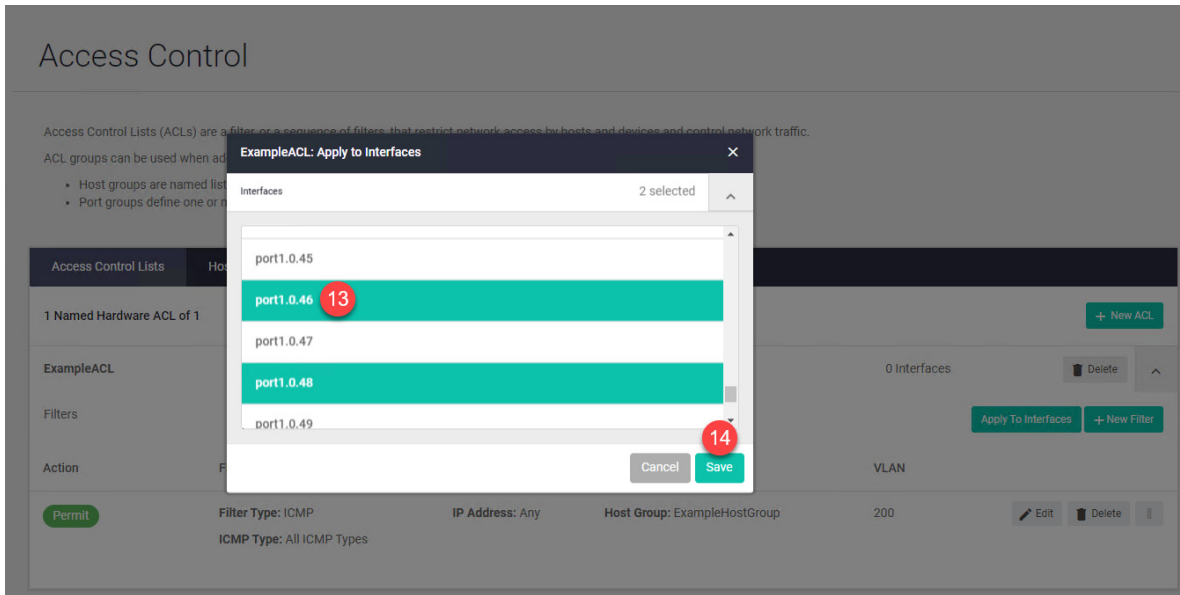 Access Control
Access Control Lists (ACLs) are a filter, or a sequence of filters, that restrict network access by hosts and devices and control network traffic.
ACL groups can be used when ad
Host groups are named list
Port groups define one or
ExampleACL: Apply to Interfaces ×
Interfaces 2 selected
port1.0.45
port1.0.46 13
port1.0.47
port1.0.48
port1.0.49
14
Cancel Save
Access Control Lists
1 Named Hardware ACL of 1 + New ACL
ExampleACL 0 Interfaces Delete
Filters Apply To Interfaces + New Filter
Action VLAN
Permit Filter Type: ICMP IP Address: Any Host Group: ExampleHostGroup 200 Edit Delete
ICMP Type: All ICMP Types